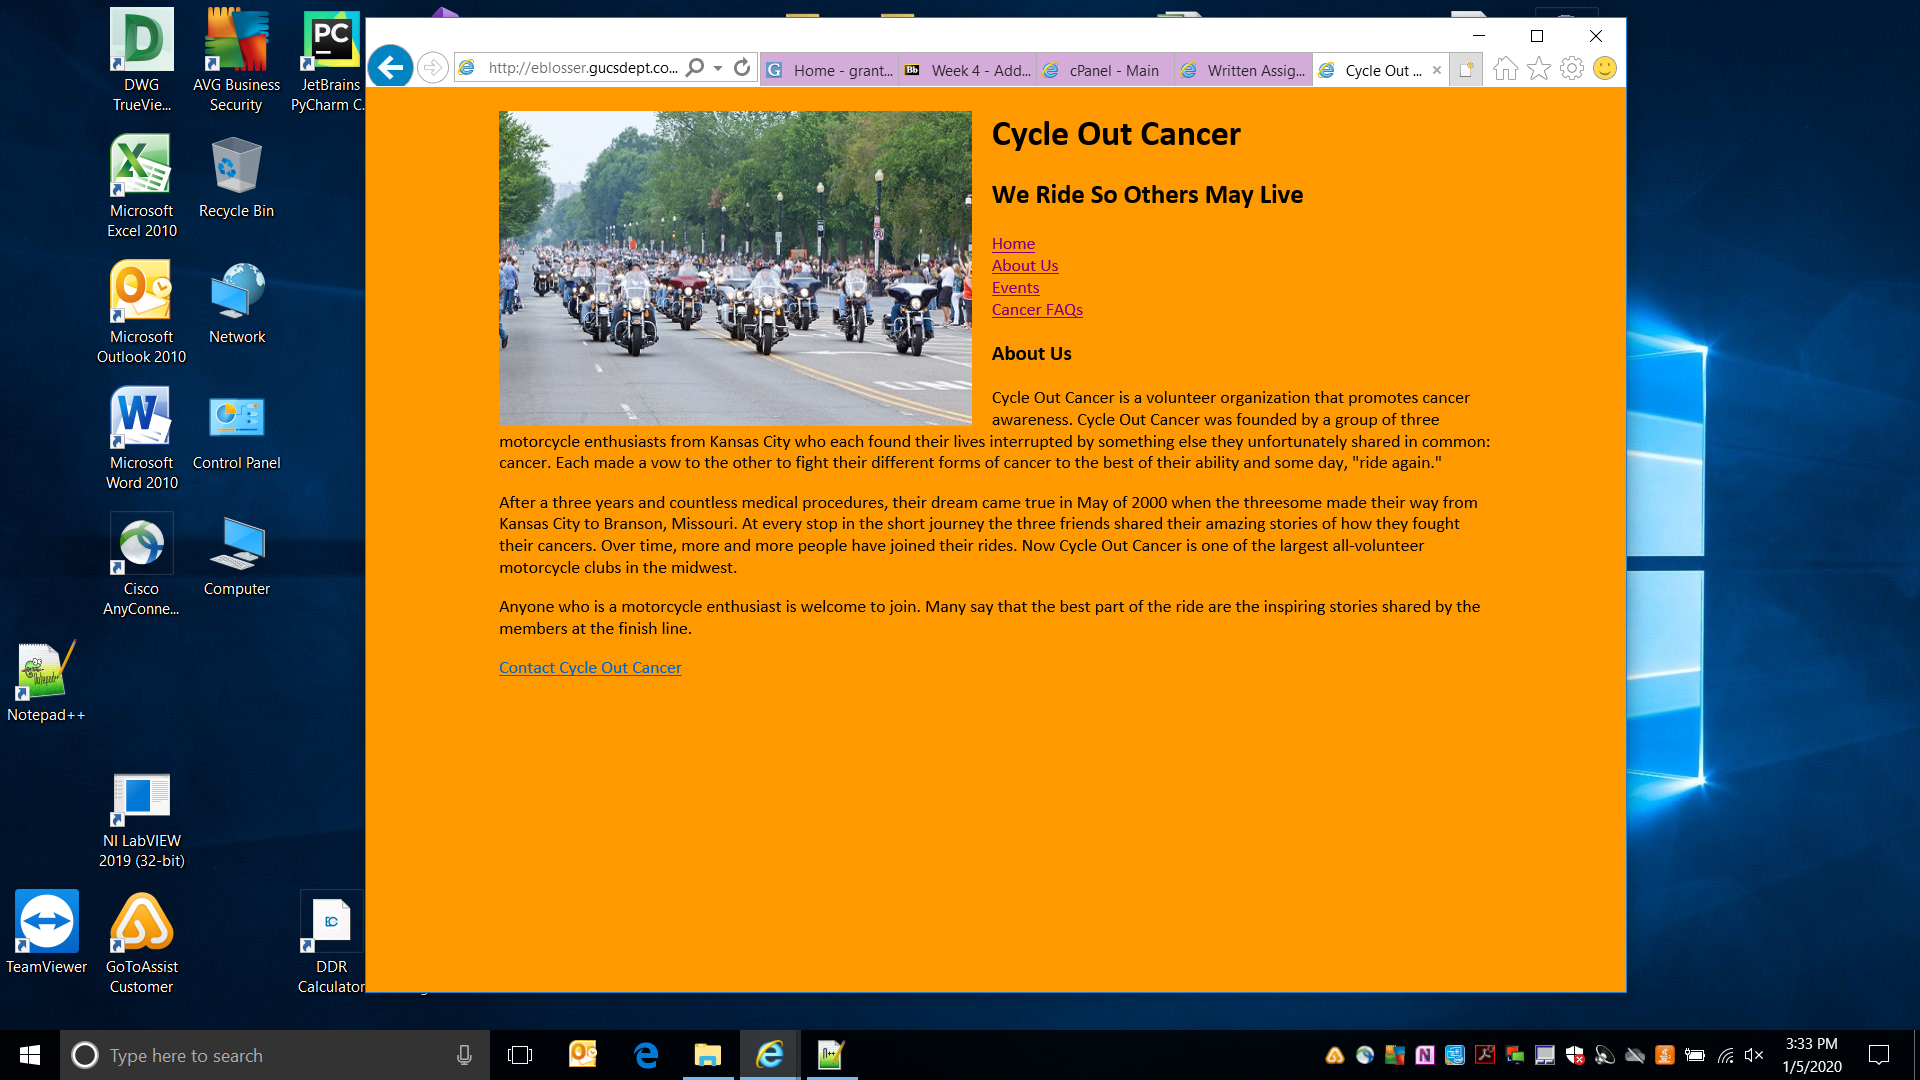 DWG
TrueVie...
AVG Business
Security
PC
JetBrains
PyCharm C.
Microsoft
Excel 2010
Recycle Bin
Microsoft
Outlook 2010
Network
Microsoft
Word 2010
Control Panel
Cisco
AnyConne...
Computer
Notepad++
NI LabVIEW
2019 (32-bit)
TeamViewer
GoToAssist
Customer
DDR
Calculator
http://eblosser.gucsdept.co...
Home - grant...
Bb
Week 4 - Add...
cPanel - Main
Written Assig...
Cycle Out ...
Cycle Out Cancer
We Ride So Others May Live
Home
About Us
Events
Cancer FAQs
About Us
Cycle Out Cancer is a volunteer organization that promotes cancer
awareness. Cycle Out Cancer was founded by a group of three
motorcycle enthusiasts from Kansas City who each found their lives interrupted by something else they unfortunately shared in common:
cancer. Each made a vow to the other to fight their different forms of cancer to the best of their ability and some day, "ride again."
After a three years and countless medical procedures, their dream came true in May of 2000 when the threesome made their way from
Kansas City to Branson, Missouri. At every stop in the short journey the three friends shared their amazing stories of how they fought
their cancers. Over time, more and more people have joined their rides. Now Cycle Out Cancer is one of the largest all-volunteer
motorcycle clubs in the midwest.
Anyone who is a motorcycle enthusiast is welcome to join. Many say that the best part of the ride are the inspiring stories shared by the
members at the finish line.
Contact Cycle Out Cancer
Type here to search
3:33 PM
1/5/2020